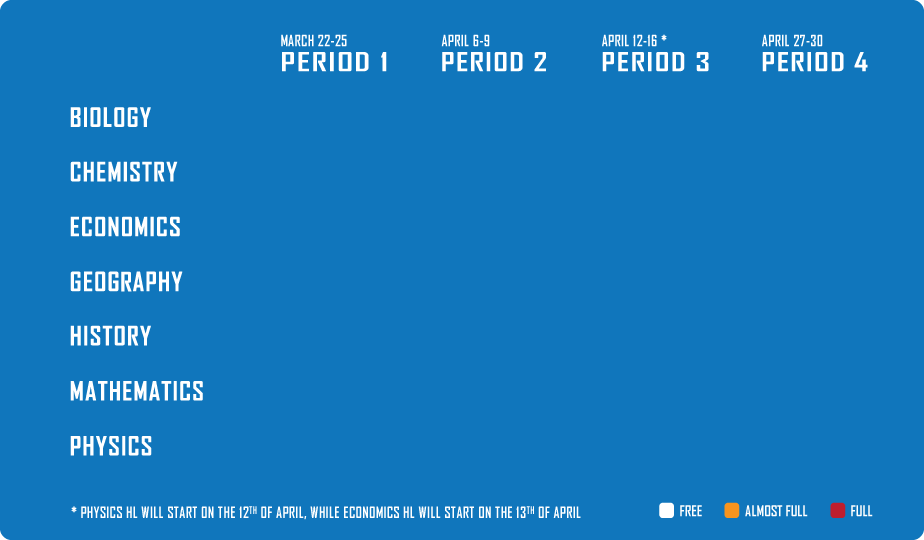 MARCH 22-25 APRIL 6-9 APRIL 12-16 * APRIL 27-30
PERIOD 1 PERIOD 2 PERIOD 3 PERIOD 4
BIOLOGY
CHEMISTRY
ECONOMICS
GEOGRAPHY
HISTORY
MATHEMATICS
PHYSICS
* PHYSICS HL WILL START ON THE 12TH OF APRIL, WHILE ECONOMICS HL WILL START ON THE 13TH OF APRIL FREE ALMOST FULL FULL